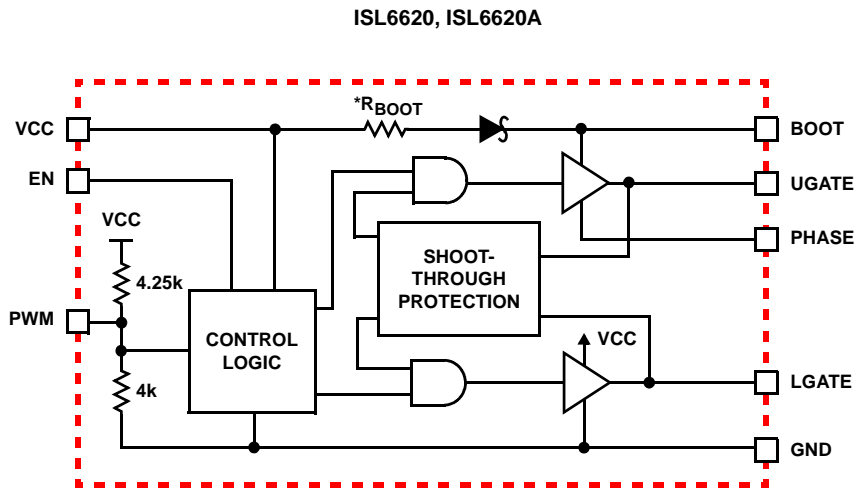 ISL6620, ISL6620A
*RBOOT
VCC
BOOT
EN
UGATE
VCC
PHASE
SHOOT-
THROUGH
PROTECTION
4.25k
PWM
CONTROL
LOGIC
VCC
4k
LGATE
GND